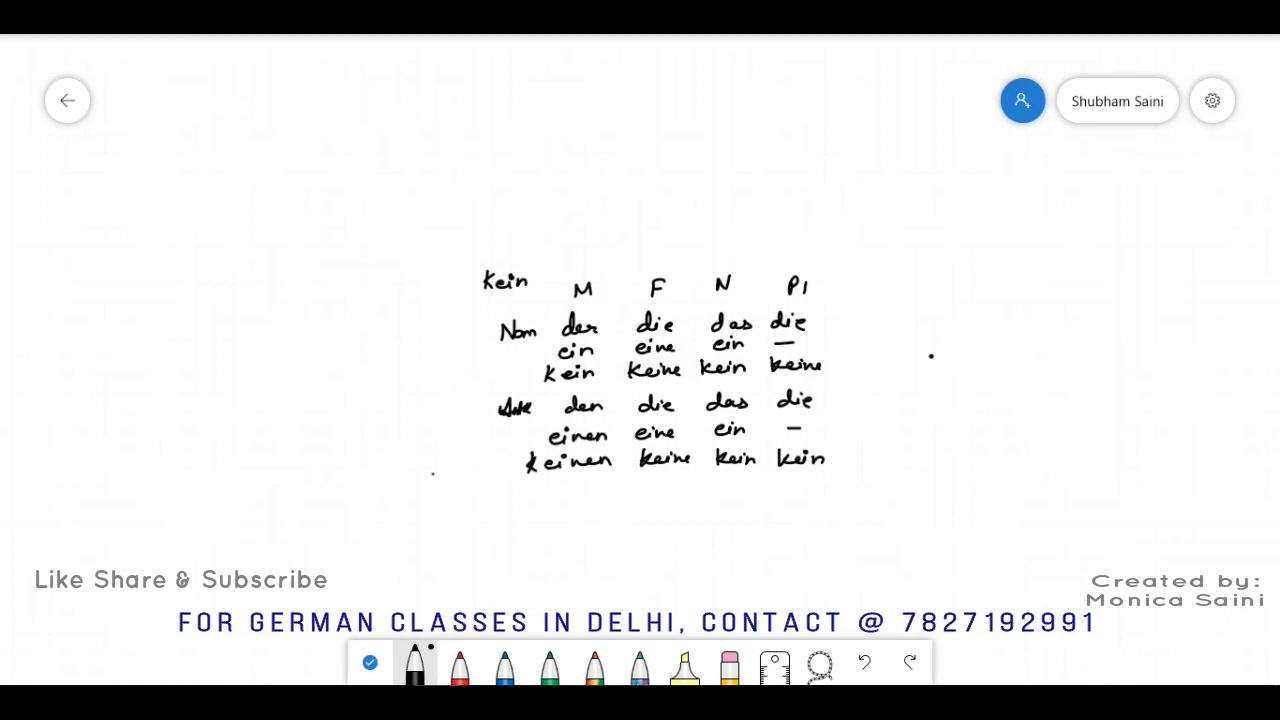 Shubham Saini
Kein M F N Pl
Nom der die das die
ein eine ein —
kein keine kein keine
Akk den die das die
einen eine ein —
keinen keine kein kein
Like Share & Subscribe
Created by:
Monica Saini
FOR GERMAN CLASSES IN DELHI, CONTACT @ 7827192991